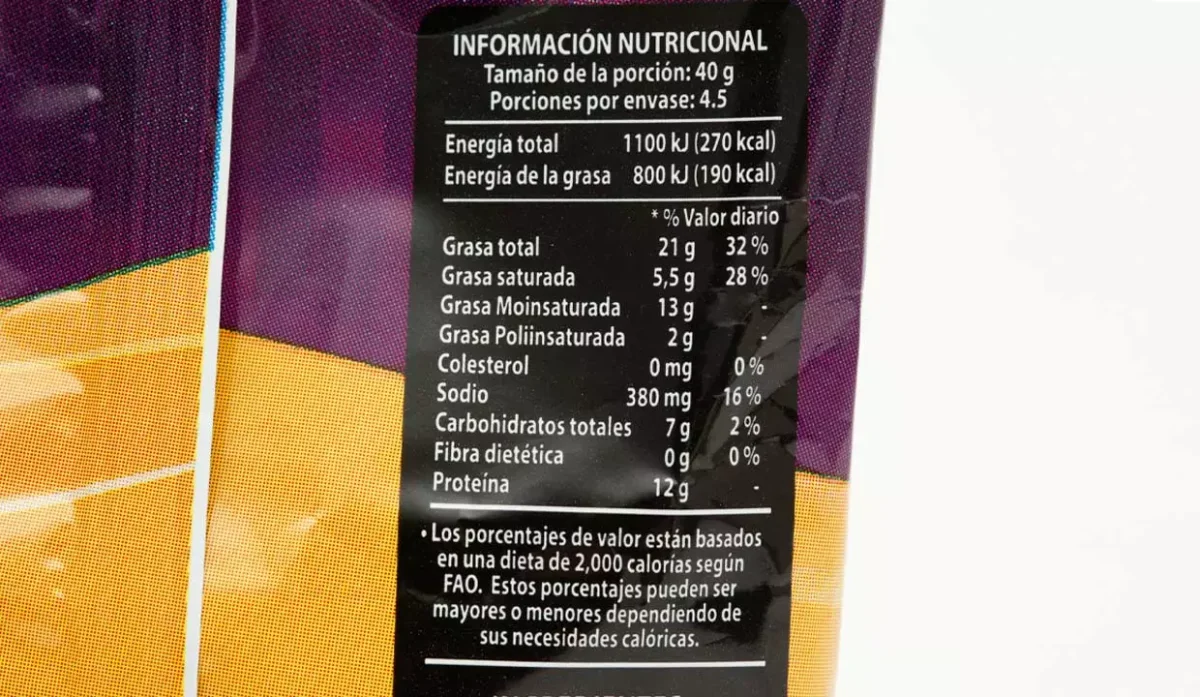 INFORMACIÓN NUTRICIONAL
Tamaño de la porción: 40 g
Porciones por envase: 4.5
Energía total 1100 kJ (270 kcal)
Energía de la grasa 800 kJ (190 kcal)
* % Valor diario
Grasa total 21 g 32 %
Grasa saturada 5,5 g 28 %
Grasa Moinsaturada 13 g -
Grasa Poliinsaturada 2 g -
Colesterol 0 mg 0 %
Sodio 380 mg 16 %
Carbohidratos totales 7 g 2 %
Fibra dietética 0 g 0 %
Proteína 12 g -
• Los porcentajes de valor están basados
en una dieta de 2,000 calorías según
FAO. Estos porcentajes pueden ser
mayores o menores dependiendo de
sus necesidades calóricas.